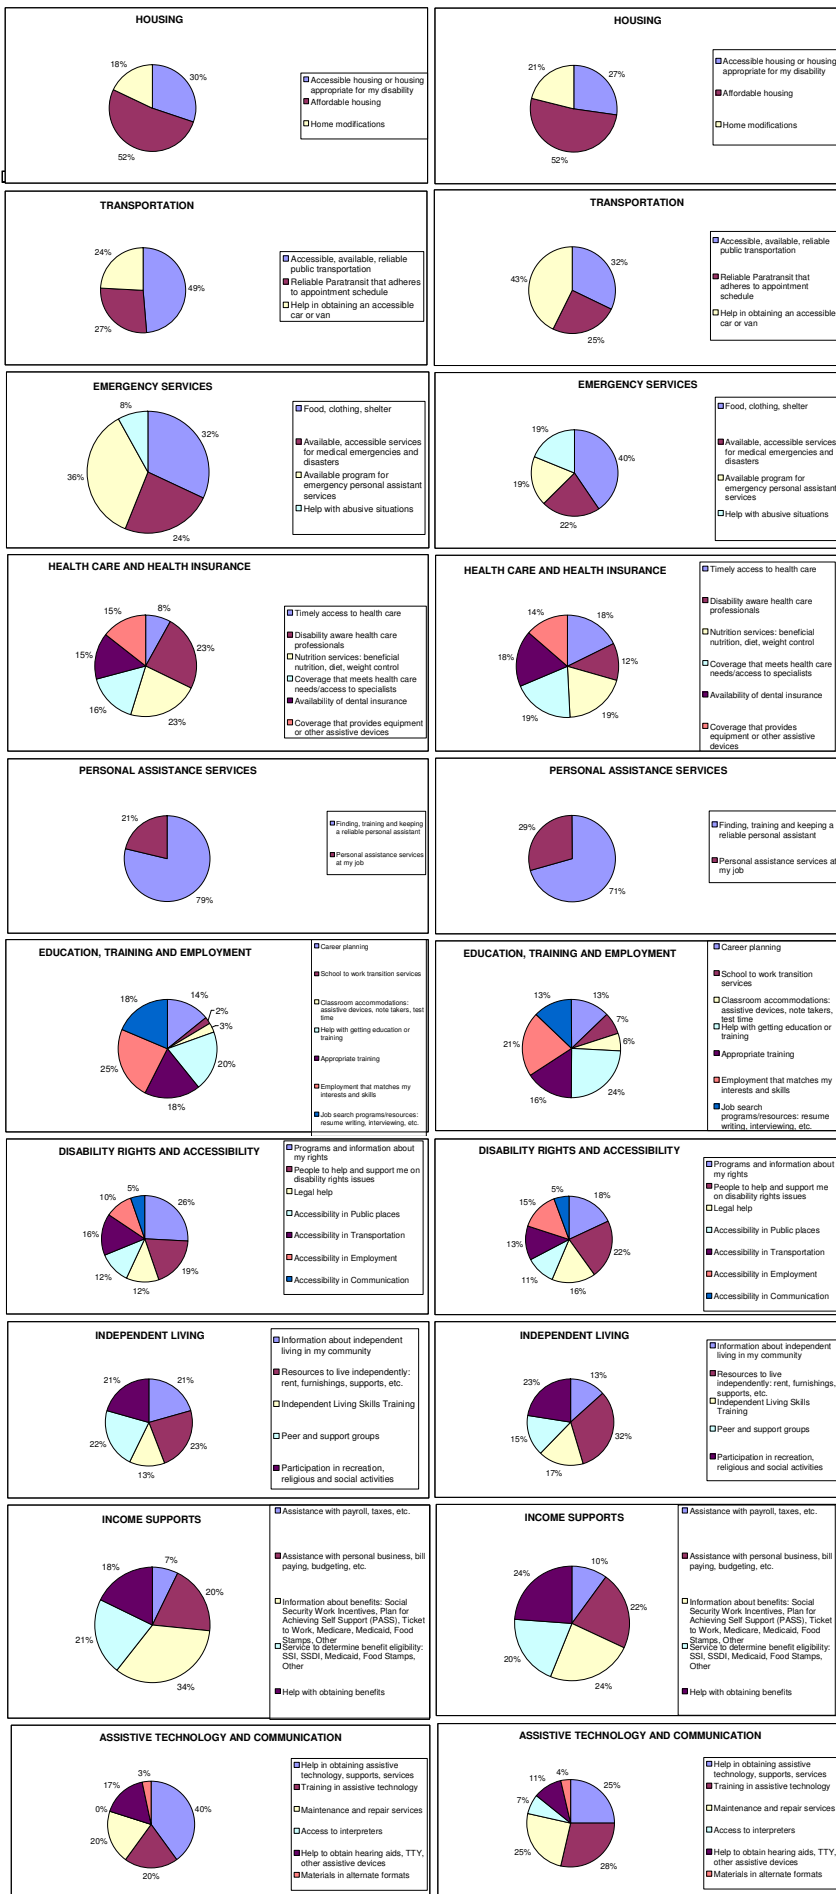 HOUSING
18%
30%
52%
Accessible housing or housing
appropriate for my disability
Affordable housing
Home modifications
HOUSING
21%
27%
52%
Accessible housing or housing
appropriate for my disability
Affordable housing
Home modifications
TRANSPORTATION
24%
49%
27%
Accessible, available, reliable
public transportation
Reliable Paratransit that adheres
to appointment schedule
Help in obtaining an accessible
car or van
TRANSPORTATION
32%
43%
25%
Accessible, available, reliable
public transportation
Reliable Paratransit that
adheres to appointment
schedule
Help in obtaining an accessible
car or van
EMERGENCY SERVICES
8%
32%
36%
24%
Food, clothing, shelter
Available, accessible services
for medical emergencies and
disasters
Available program for
emergency personal assistant
services
Help with abusive situations
EMERGENCY SERVICES
19%
40%
19%
22%
Food, clothing, shelter
Available, accessible services
for medical emergencies and
disasters
Available program for
emergency personal assistant
services
Help with abusive situations
HEALTH CARE AND HEALTH INSURANCE
15%
8%
23%
15%
16%
23%
Timely access to health care
Disability aware health care
professionals
Nutrition services: beneficial
nutrition, diet, weight control
Coverage that meets health care
needs/access to specialists
Availability of dental insurance
Coverage that provides equipment
or other assistive devices
HEALTH CARE AND HEALTH INSURANCE
14%
18%
18%
12%
19%
19%
Timely access to health care
Disability aware health care
professionals
Nutrition services: beneficial
nutrition, diet, weight control
Coverage that meets health care
needs/access to specialists
Availability of dental insurance
Coverage that provides
equipment or other assistive
devices
PERSONAL ASSISTANCE SERVICES
21%
79%
Finding, training and keeping
a reliable personal assistant
Personal assistance services
at my job
PERSONAL ASSISTANCE SERVICES
29%
71%
Finding, training and keeping a
reliable personal assistant
Personal assistance services at
my job
EDUCATION, TRAINING AND EMPLOYMENT
18%
14%
2%
3%
25%
20%
18%
Career planning
School to work transition services
Classroom accommodations:
assistive devices, note takers, test
time
Help with getting education or
training
Appropriate training
Employment that matches my
interests and skills
Job search programs/resources:
resume writing, interviewing, etc.
EDUCATION, TRAINING AND EMPLOYMENT
13%
13%
7%
21%
6%
16%
24%
Career planning
School to work transition
services
Classroom accommodations:
assistive devices, note takers,
test time
Help with getting education or
training
Appropriate training
Employment that matches my
interests and skills
Job search
programs/resources: resume
writing, interviewing, etc.
DISABILITY RIGHTS AND ACCESSIBILITY
5%
10%
26%
16%
12%
19%
12%
Programs and information about
my rights
People to help and support me on
disability rights issues
Legal help
Accessibility in Public places
Accessibility in Transportation
Accessibility in Employment
Accessibility in Communication
DISABILITY RIGHTS AND ACCESSIBILITY
5%
15%
18%
13%
22%
11%
16%
Programs and information about
my rights
People to help and support me
on disability rights issues
Legal help
Accessibility in Public places
Accessibility in Transportation
Accessibility in Employment
Accessibility in Communication
INDEPENDENT LIVING
21%
21%
22%
23%
13%
Information about independent
living in my community
Resources to live independently:
rent, furnishings, supports, etc.
Independent Living Skills Training
Peer and support groups
Participation in recreation,
religious and social activities
INDEPENDENT LIVING
23%
13%
15%
32%
17%
Information about independent
living in my community
Resources to live
independently: rent, furnishings,
supports, etc.
Independent Living Skills
Training
Peer and support groups
Participation in recreation,
religious and social activities
INCOME SUPPORTS
7%
18%
20%
21%
34%
Assistance with payroll, taxes, etc.
Assistance with personal business, bill
paying, budgeting, etc.
Information about benefits: Social
Security Work Incentives, Plan for
Achieving Self Support (PASS), Ticket
to Work, Medicare, Medicaid, Food
Stamps, Other
Service to determine benefit eligibility:
SSI, SSDI, Medicaid, Food Stamps,
Other
Help with obtaining benefits
INCOME SUPPORTS
10%
24%
22%
20%
24%
Assistance with payroll, taxes, etc.
Assistance with personal business, bill
paying, budgeting, etc.
Information about benefits: Social
Security Work Incentives, Plan for
Achieving Self Support (PASS), Ticket
to Work, Medicare, Medicaid, Food
Stamps, Other
Service to determine benefit eligibility:
SSI, SSDI, Medicaid, Food Stamps,
Other
Help with obtaining benefits
ASSISTIVE TECHNOLOGY AND COMMUNICATION
3%
17%
40%
0%
20%
20%
Help in obtaining assistive
technology, supports, services
Training in assistive technology
Maintenance and repair services
Access to interpreters
Help to obtain hearing aids, TTY,
other assistive devices
Materials in alternate formats
ASSISTIVE TECHNOLOGY AND COMMUNICATION
4%
11%
25%
7%
25%
28%
Help in obtaining assistive
technology, supports, services
Training in assistive technology
Maintenance and repair services
Access to interpreters
Help to obtain hearing aids, TTY,
other assistive devices
Materials in alternate formats